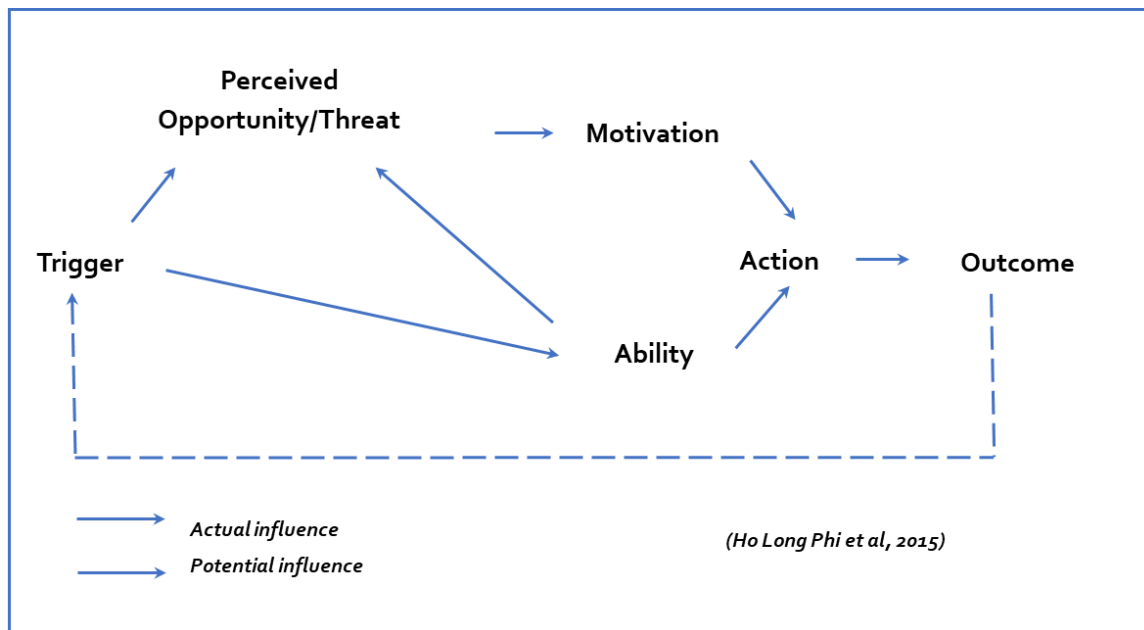 Perceived
Opportunity/Threat
Motivation
Trigger
Action
Outcome
Ability
Actual influence
Potential influence
(Ho Long Phi et al, 2015)